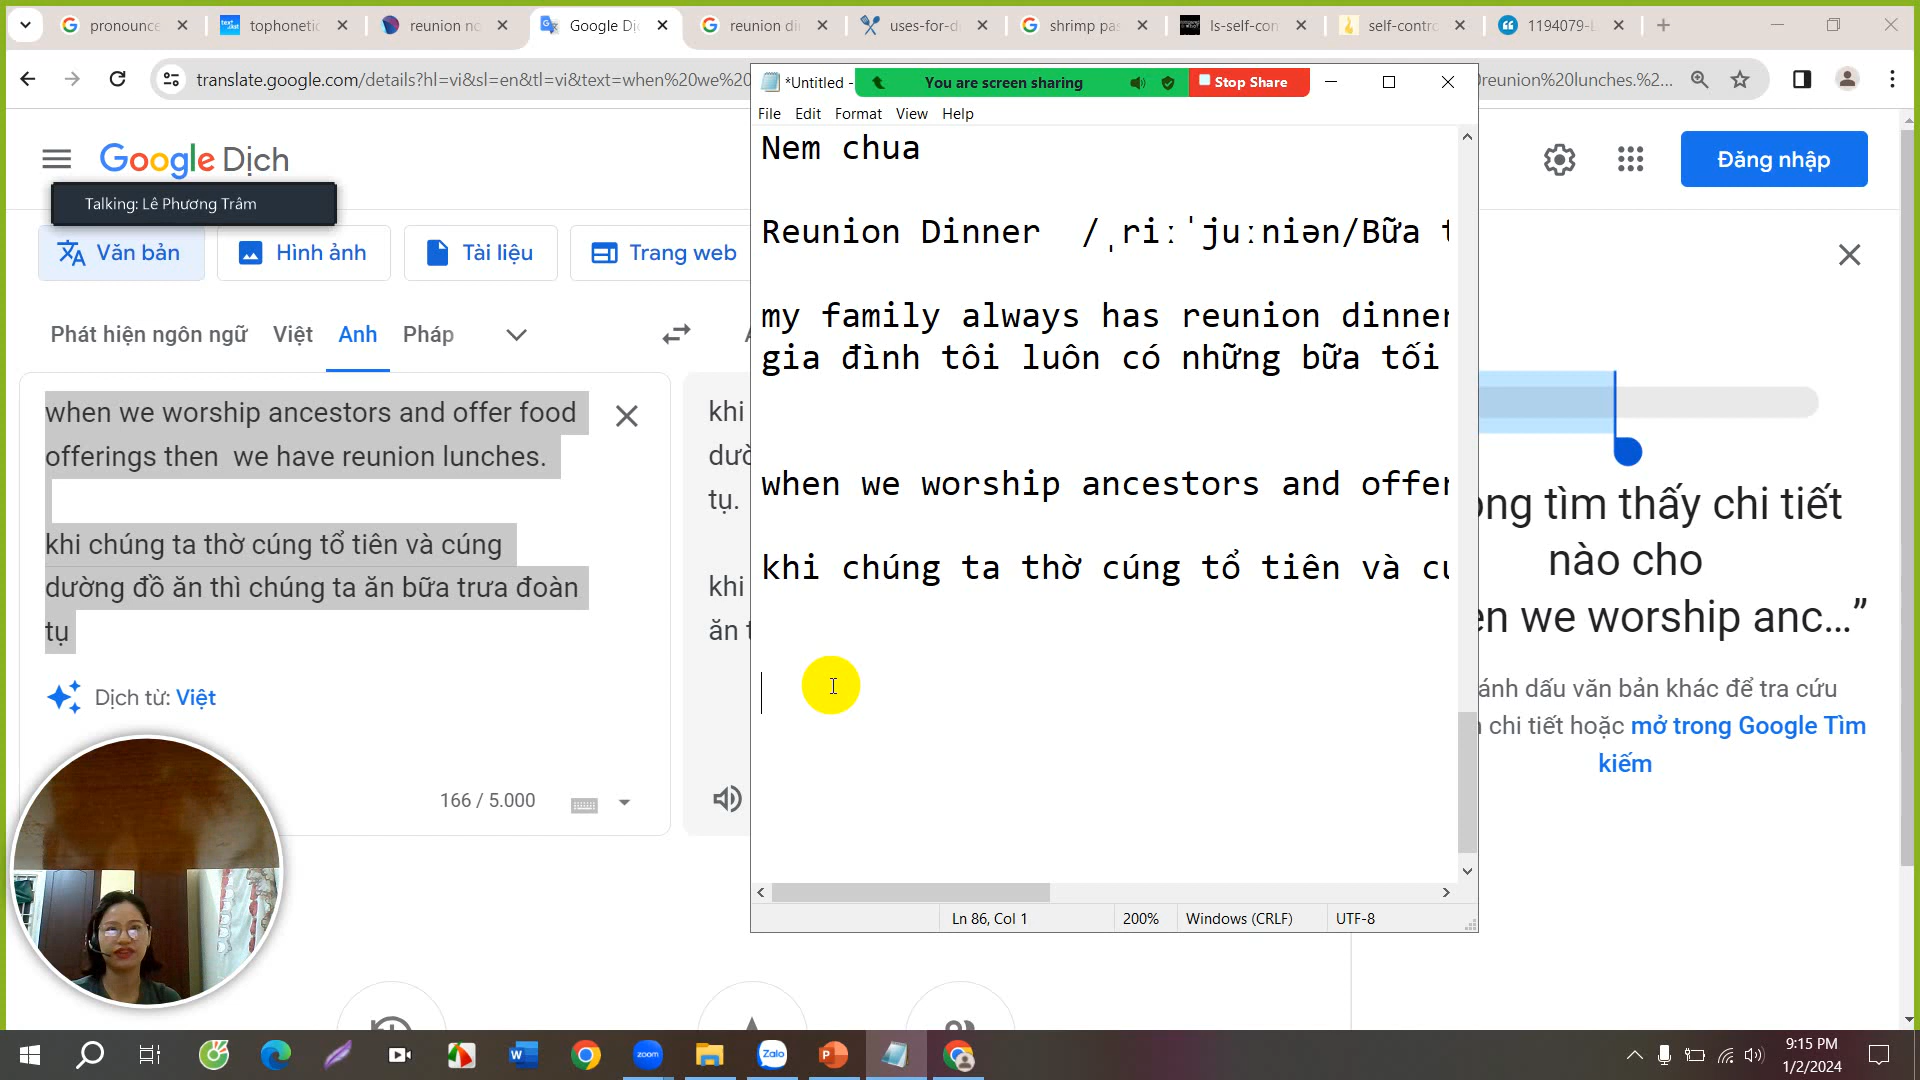 pronounce
tophonetic
reunion no
Google Dịc
reunion di
uses-for-di
shrimp pas
Is-self-con
self-contro
1194079-L
translate.google.com/details?hl=vi&sl=en&tl=vi&text=when%20we%20
reunion%20lunches.%2...
*Untitled -
You are screen sharing
Stop Share
File Edit Format View Help
Google Dịch
Đăng nhập
Talking: Lê Phương Trâm
Văn bản
Hình ảnh
Tài liệu
Trang web
Phát hiện ngôn ngữ
Việt
Anh
Pháp
when we worship ancestors and offer food
offerings then  we have reunion lunches.
khi chúng ta thờ cúng tổ tiên và cúng
dường đồ ăn thì chúng ta ăn bữa trưa đoàn
tụ
Dịch từ: Việt
166 / 5.000
khi
dườ
tụ.
khi
ăn t
Nem chua
Reunion Dinner  /ˌriːˈjuːniən/Bữa t
my family always has reunion dinner
gia đình tôi luôn có những bữa tối
when we worship ancestors and offer
khi chúng ta thờ cúng tổ tiên và cú
Ln 86, Col 1
200%
Windows (CRLF)
UTF-8
ông tìm thấy chi tiết
nào cho
en we worship anc...”
ánh dấu văn bản khác để tra cứu
chi tiết hoặc mở trong Google Tìm
kiếm
zoom
Zalo
9:15 PM
1/2/2024